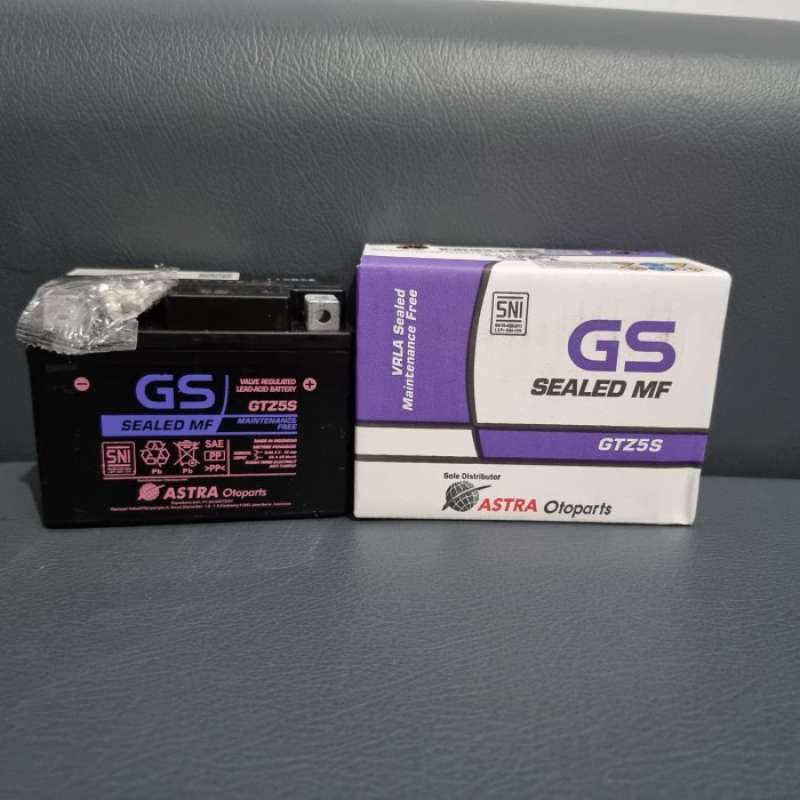 GS
SEALED MF
VALVE REGULATED
LEAD-ACID BATTERY
GTZ5S
MAINTENANCE
FREE
SNI
Pb
Pb
SAE
PP
>PP<
MADE IN INDONESIA
ASTRA Otoparts
VRLA Sealed
Maintenance Free
SNI
GS
SEALED MF
GTZ5S
Sole Distributor
ASTRA Otoparts